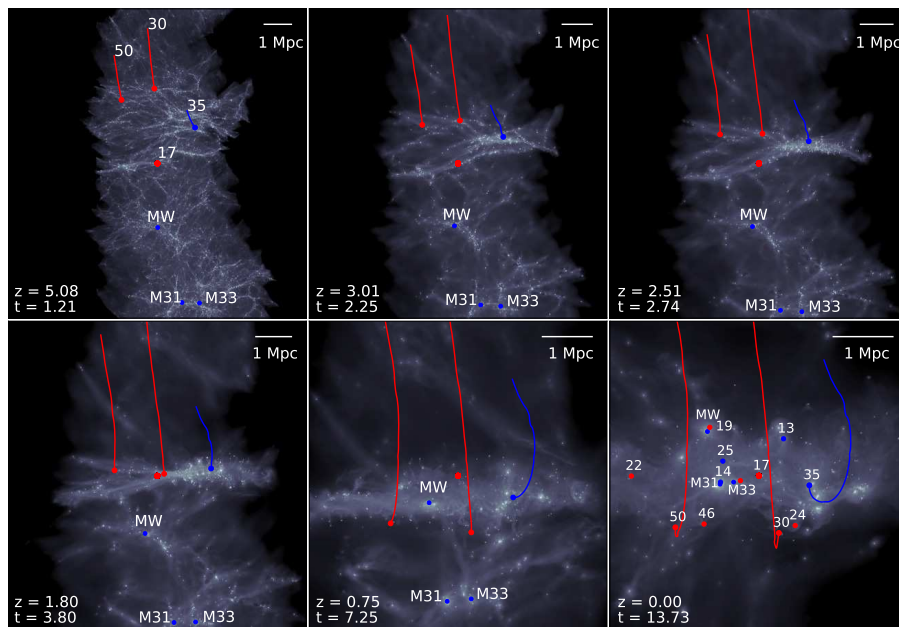 30
50
1 Mpc
35
17
MW
M31 M33
z = 5.08
t = 1.21
1 Mpc
MW
M31 M33
z = 3.01
t = 2.25
1 Mpc
MW
M31 M33
z = 2.51
t = 2.74
1 Mpc
MW
M31 M33
z = 1.80
t = 3.80
1 Mpc
MW
M31 M33
z = 0.75
t = 7.25
1 Mpc
MW
19 13
25
22 14 17 35
M31 M33
50 46 30 24
z = 0.00
t = 13.73